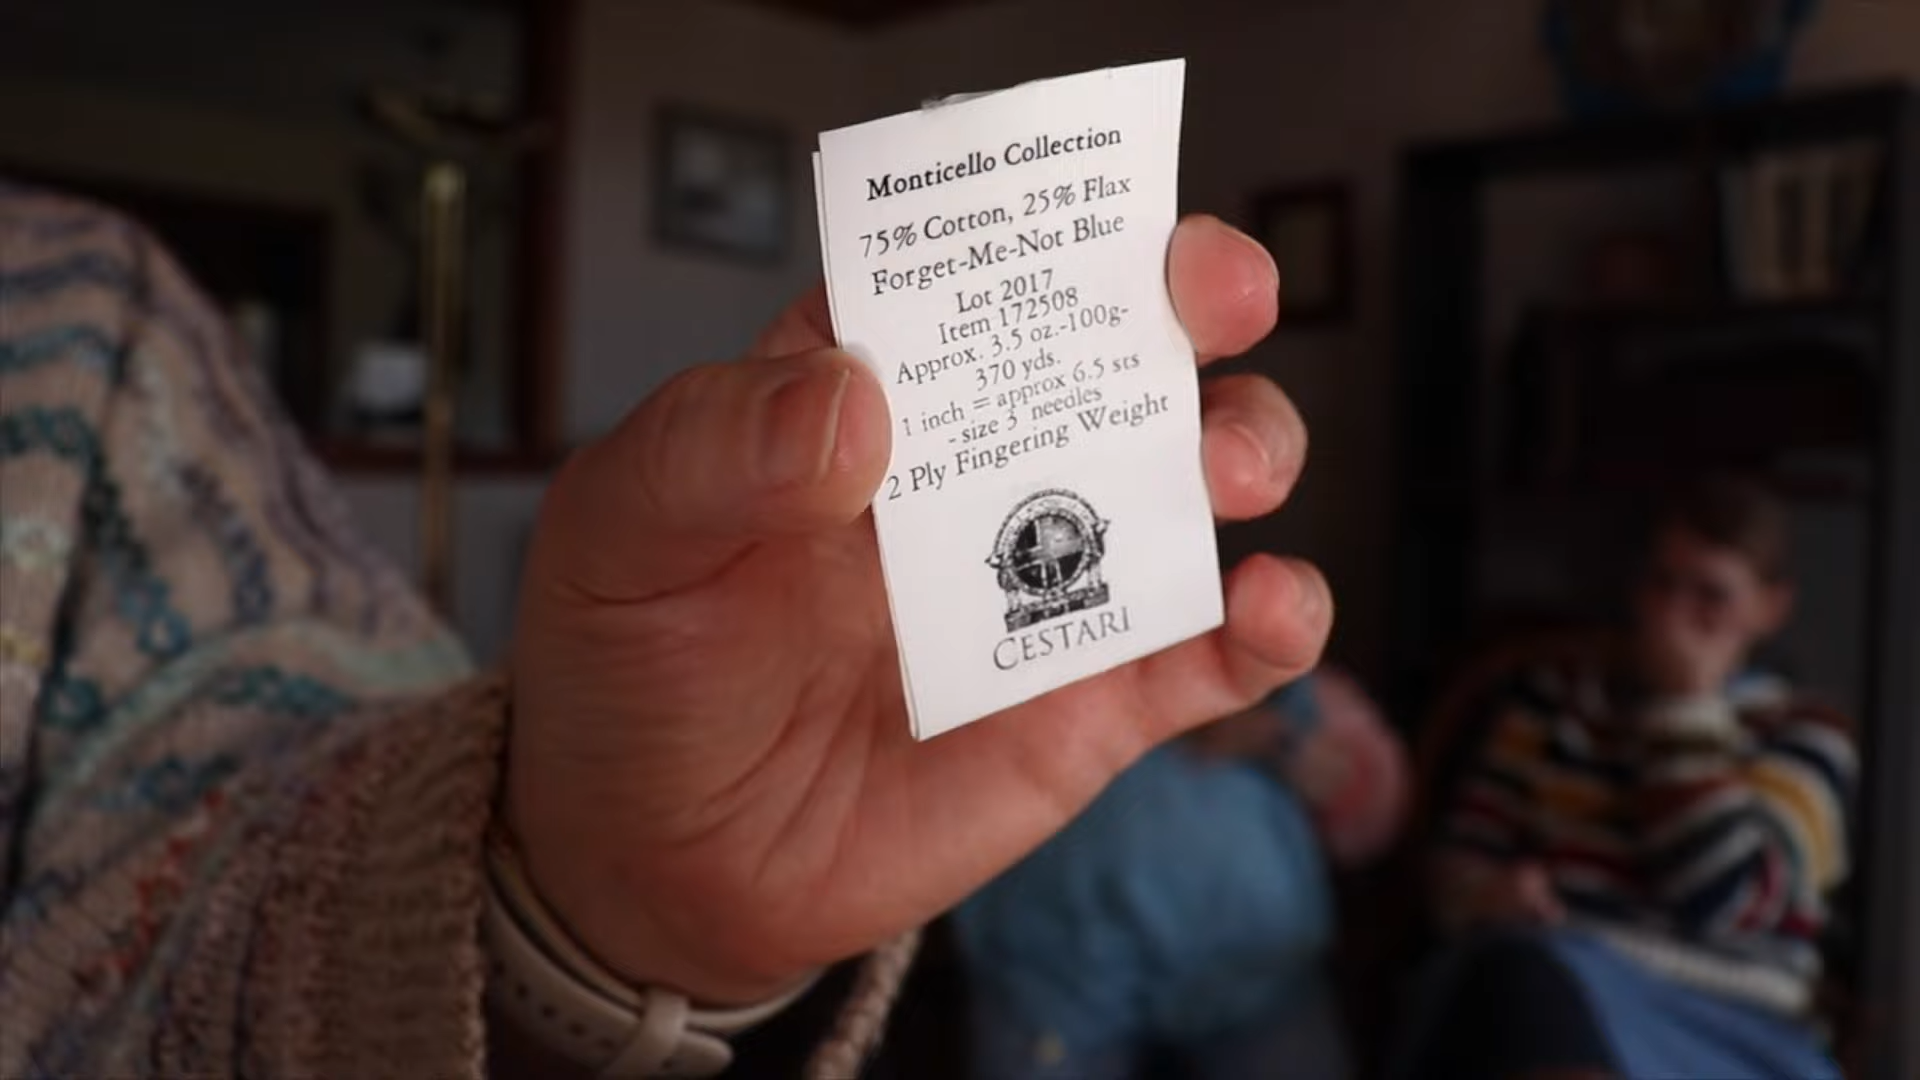 Monticello Collection
75% Cotton, 25% Flax
Forget-Me-Not Blue
Lot 2017
Item 172508
Approx. 3.5 oz.-100g-
370 yds.
1 inch = approx 6.5 sts
- size 3 needles
2 Ply Fingering Weight
CESTARI